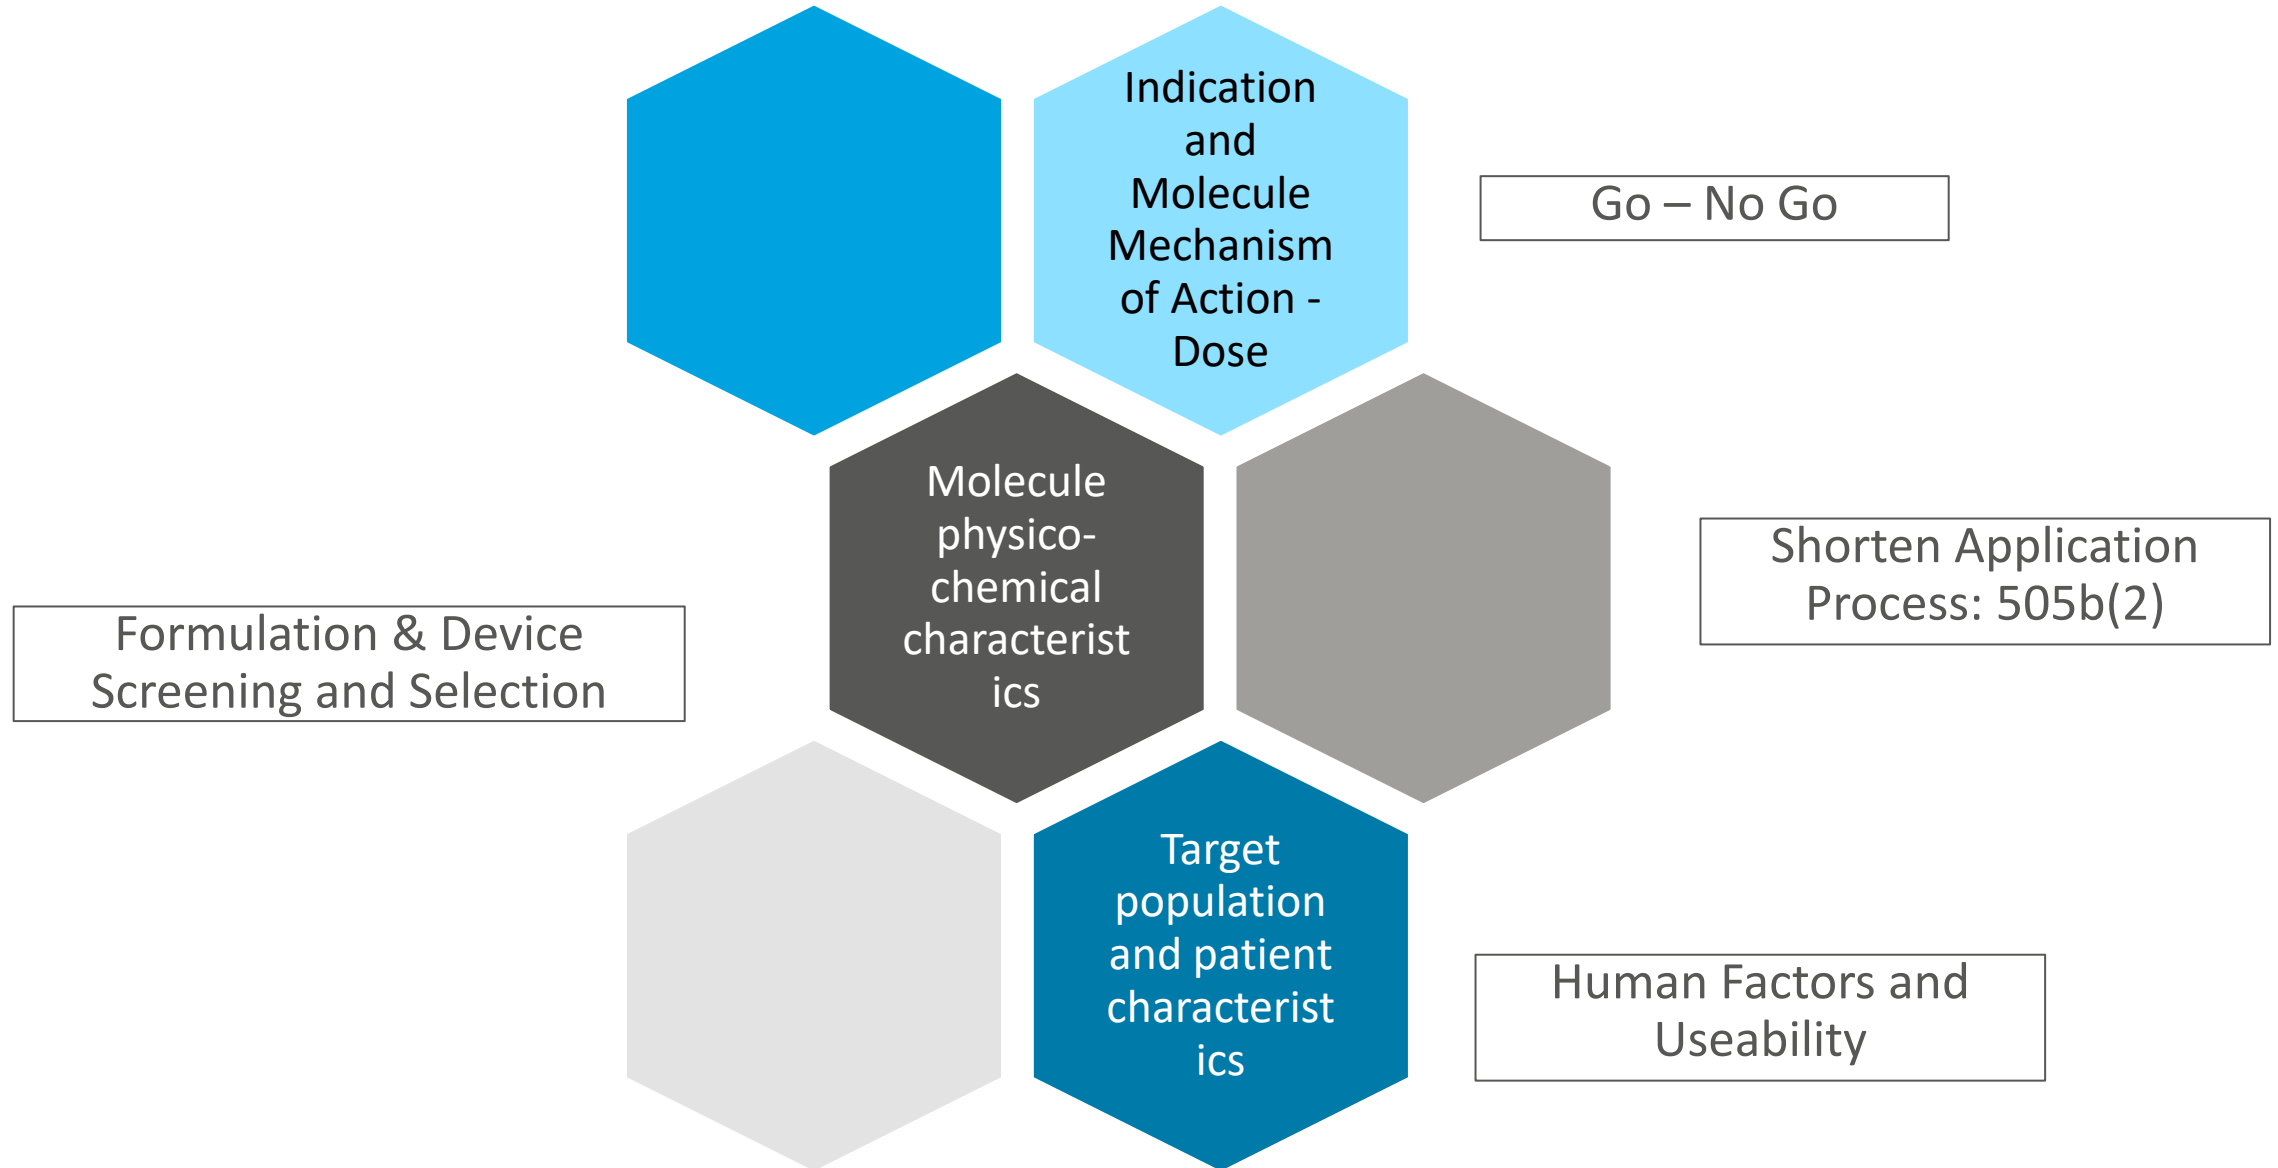 Indication
and
Molecule
Mechanism
of Action -
Dose
Go – No Go
Molecule
physico-
chemical
characterist
ics
Shorten Application
Process: 505b(2)
Formulation & Device
Screening and Selection
Target
population
and patient
characterist
ics
Human Factors and
Useability